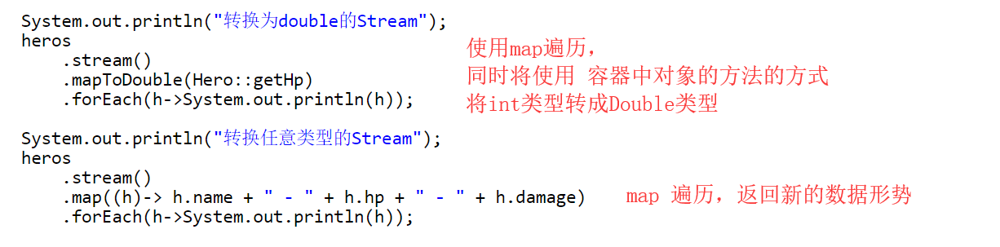 System.out.println("转换为double的Stream");
heros
.stream()
.mapToDouble(Hero::getHp)
.forEach(h->System.out.println(h));
使用map遍历，
同时将使用 容器中对象的方法的方式
将int类型转成Double类型
System.out.println("转换任意类型的Stream");
heros
.stream()
.map((h)-> h.name + " - " + h.hp + " - " + h.damage)
.forEach(h->System.out.println(h));
map 遍历，返回新的数据形势